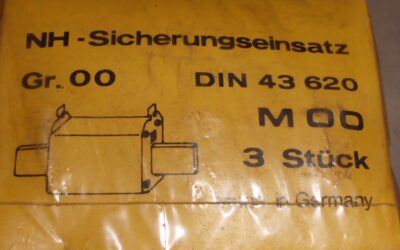 NH-Sicherungseinsatz
Gr. 00 DIN 43 620
M 00
3 Stück
in Germany